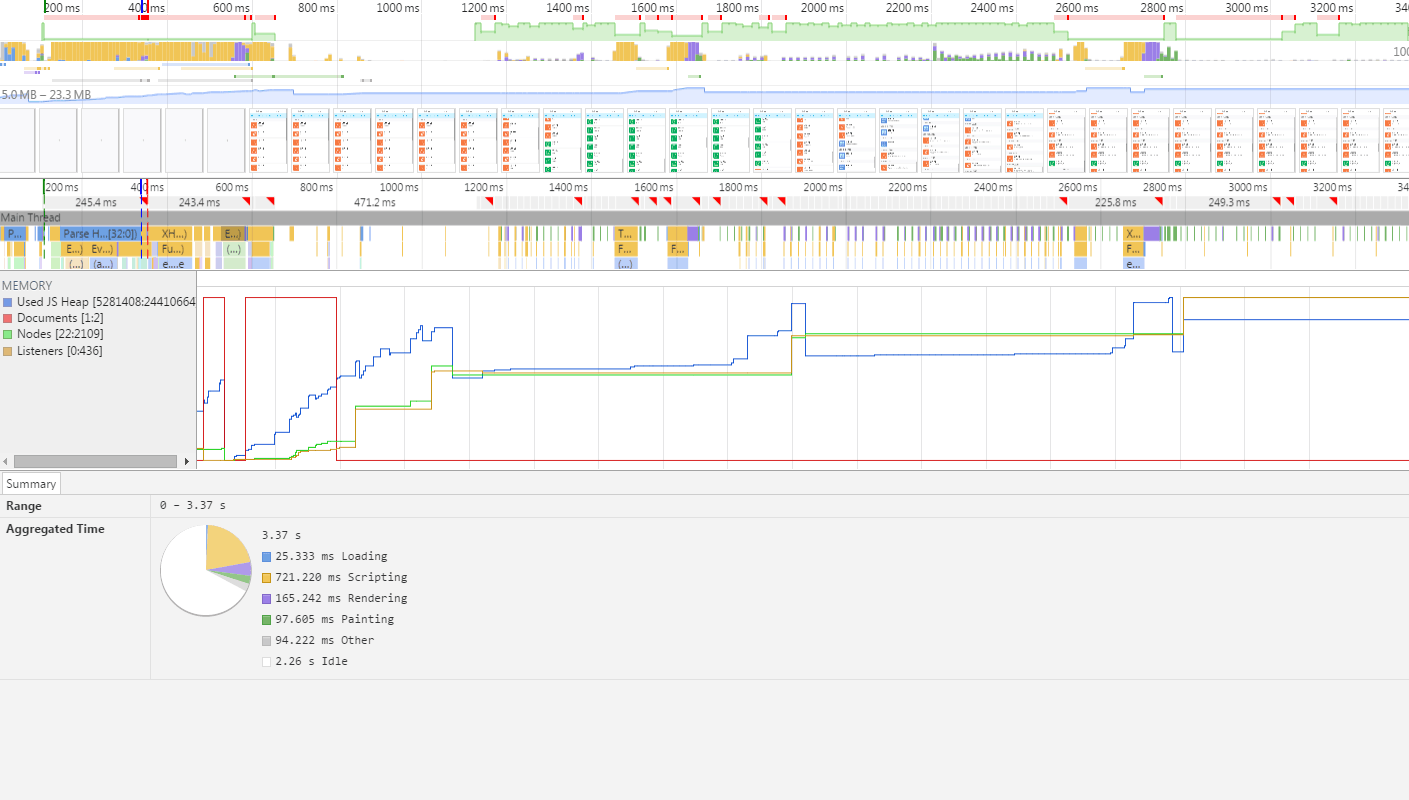 200 ms 400 ms 600 ms 800 ms 1000 ms 1200 ms 1400 ms 1600 ms 1800 ms 2000 ms 2200 ms 2400 ms 2600 ms 2800 ms 3000 ms 3200 ms 340
100
5.0 MB – 23.3 MB
200 ms 400 ms 600 ms 800 ms 1000 ms 1200 ms 1400 ms 1600 ms 1800 ms 2000 ms 2200 ms 2400 ms 2600 ms 2800 ms 3000 ms 3200 ms 34
245.4 ms 243.4 ms 471.2 ms 225.8 ms 249.3 ms
Main Thread
P... Parse H...[32:0]) XH...) E...) T... X...
E...) Ev...) Fu...) (...) F... F... F...
(...) (a...) e....e (...) e...
MEMORY
Used JS Heap [5281408:24410664
Documents [1:2]
Nodes [22:2109]
Listeners [0:436]
Summary
Range 0 – 3.37 s
Aggregated Time
3.37 s
25.333 ms Loading
721.220 ms Scripting
165.242 ms Rendering
97.605 ms Painting
94.222 ms Other
2.26 s Idle